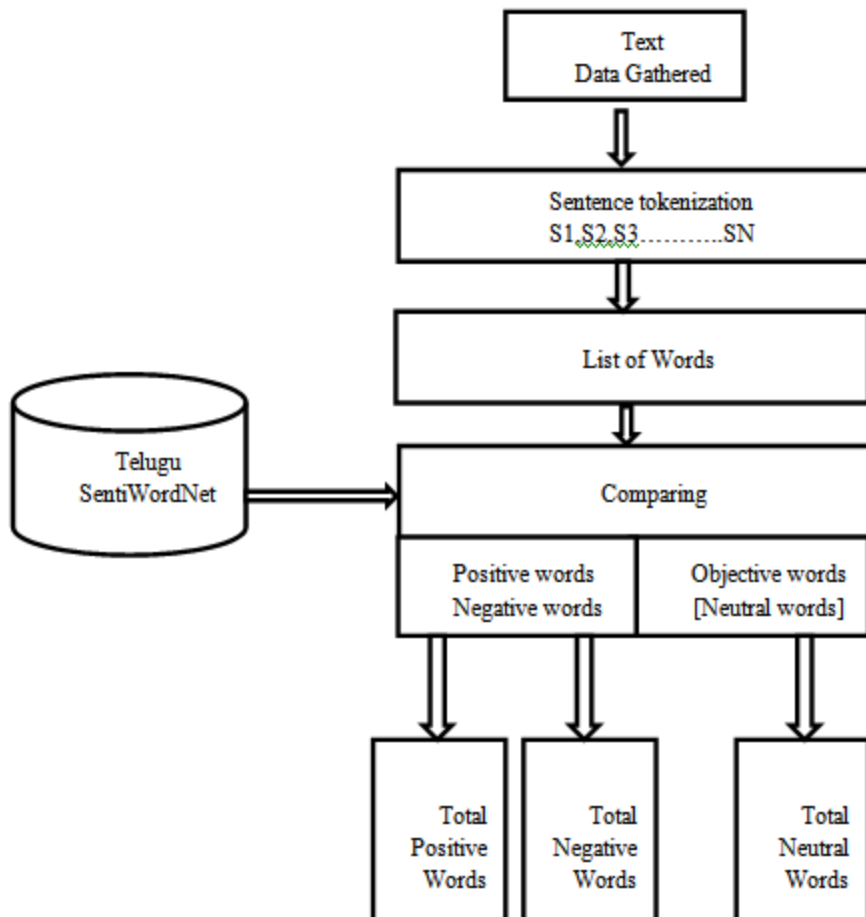 Text
Data Gathered
Sentence tokenization
S1,S2,S3...........SN
List of Words
Telugu
SentiWordNet
Comparing
Positive words
Negative words
Objective words
[Neutral words]
Total
Positive
Words
Total
Negative
Words
Total
Neutral
Words